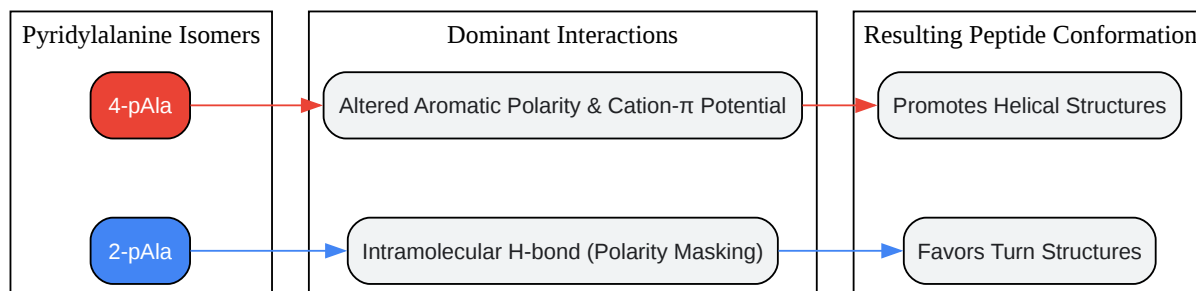 Pyridylalanine Isomers
Dominant Interactions
Resulting Peptide Conformation
4-pAla
Altered Aromatic Polarity & Cation-π Potential
Promotes Helical Structures
2-pAla
Intramolecular H-bond (Polarity Masking)
Favors Turn Structures